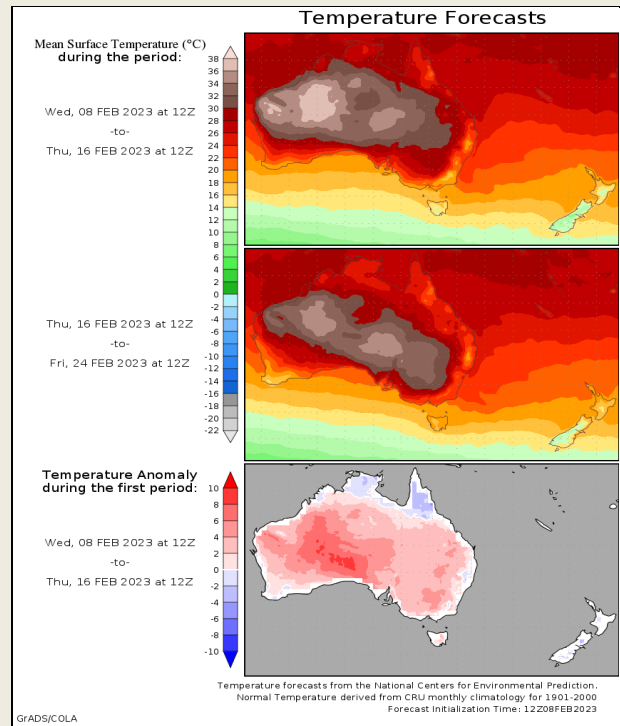 Temperature Forecasts
Mean Surface Temperature (°C)
during the period:
Wed, 08 FEB 2023 at 12Z
-to-
Thu, 16 FEB 2023 at 12Z
38
36
34
32
30
28
26
24
22
20
18
16
14
12
10
8
6
4
2
0
-2
-4
-6
-8
-10
-12
-14
-16
-18
-20
-22
Thu, 16 FEB 2023 at 12Z
-to-
Fri, 24 FEB 2023 at 12Z
Temperature Anomaly
during the first period:
Wed, 08 FEB 2023 at 12Z
-to-
Thu, 16 FEB 2023 at 12Z
10
8
6
4
2
0
-2
-4
-6
-8
-10
Temperature forecasts from the National Centers for Environmental Prediction.
Normal Temperature derived from CRU monthly climatology for 1901-2000
Forecast Initialization Time: 12Z08FEB2023
GrADS/COLA